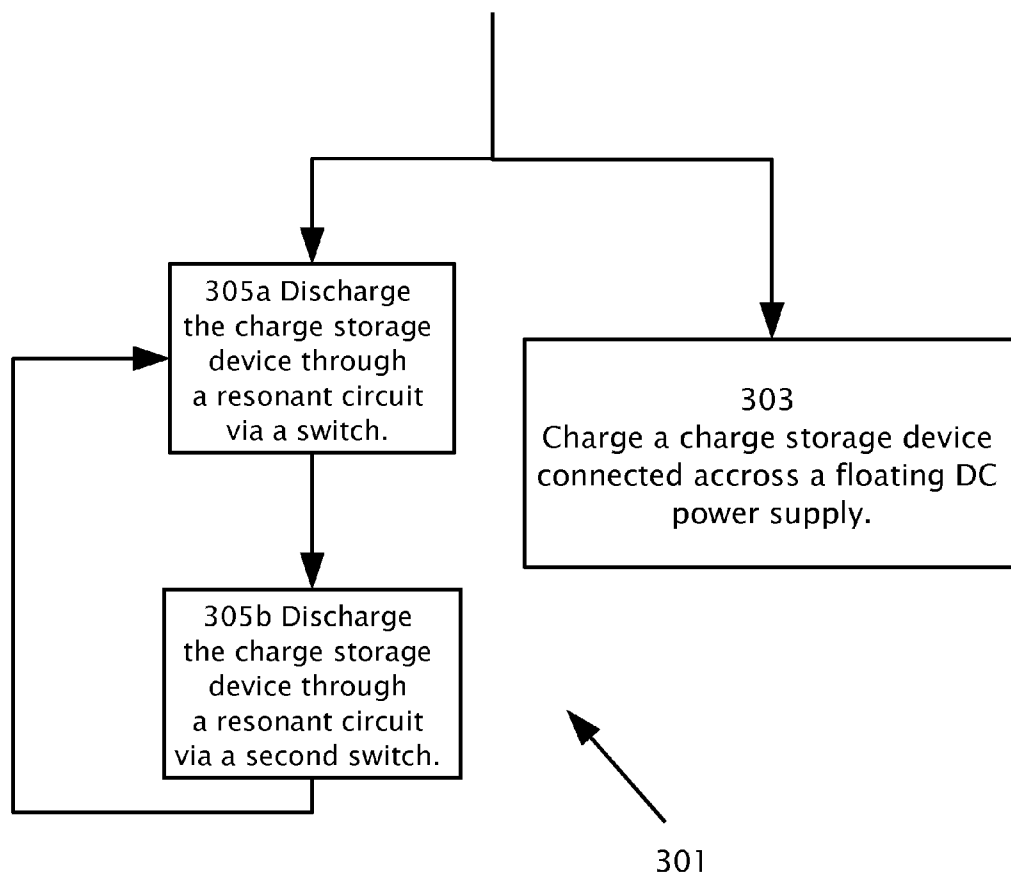 305a Discharge
the charge storage
device through
a resonant circuit
via a switch.
303
Charge a charge storage device
connected accross a floating DC
power supply.
305b Discharge
the charge storage
device through
a resonant circuit
via a second switch.
301